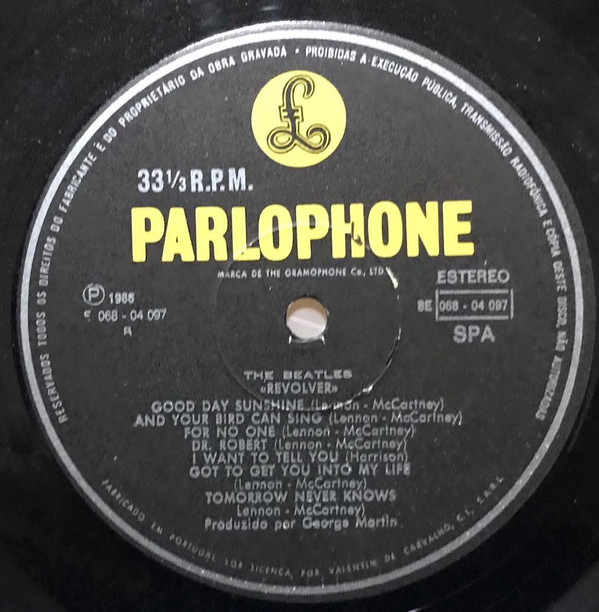 RESERVADOS TODOS OS DIREITOS DO FABRICANTE E DO PROPRIETÁRIO DA OBRA GRAVADA • PROIBIDAS A EXECUÇÃO PÚBLICA, TRANSMISSÃO RADIOFÓNICA E CÓPIA DESTE DISCO, NÃO AUTORIZADAS
£
33 1/3 R.P.M.
PARLOPHONE
MARCA DE THE GRAMOPHONE Co., LTD
ESTEREO
Ⓟ 1966
8E 068 - 04 097
E 068 - 04 097
SPA
THE BEATLES
«REVOLVER»
GOOD DAY SUNSHINE (Lennon - McCartney)
AND YOUR BIRD CAN SING (Lennon - McCartney)
FOR NO ONE (Lennon - McCartney)
DR. ROBERT (Lennon - McCartney)
I WANT TO TELL YOU (Harrison)
GOT TO GET YOU INTO MY LIFE
(Lennon - McCartney)
TOMORROW NEVER KNOWS
Lennon - McCartney)
Produzido por George Martin
FABRICADO EM PORTUGAL SOB LICENÇA, POR VALENTIM DE CARVALHO, C.I., S.A.R.L